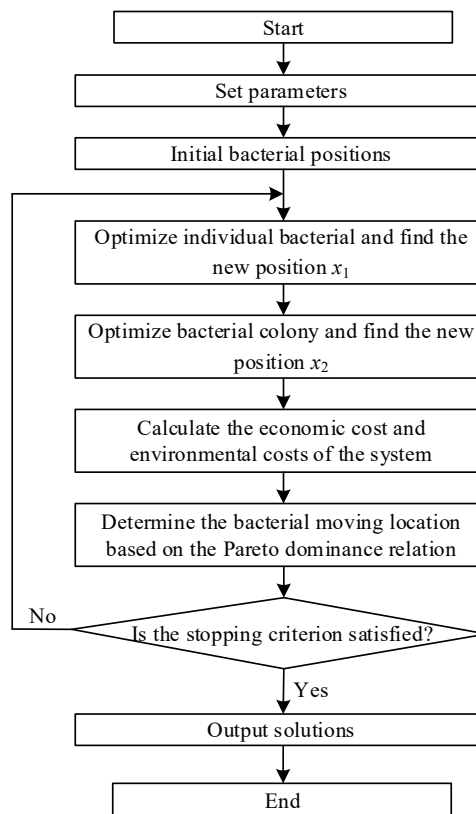 Start
Set parameters
Initial bacterial positions
Optimize individual bacterial and find the
new position x₁
Optimize bacterial colony and find the new
position x₂
Calculate the economic cost and
environmental costs of the system
Determine the bacterial moving location
based on the Pareto dominance relation
No
Is the stopping criterion satisfied?
Yes
Output solutions
End